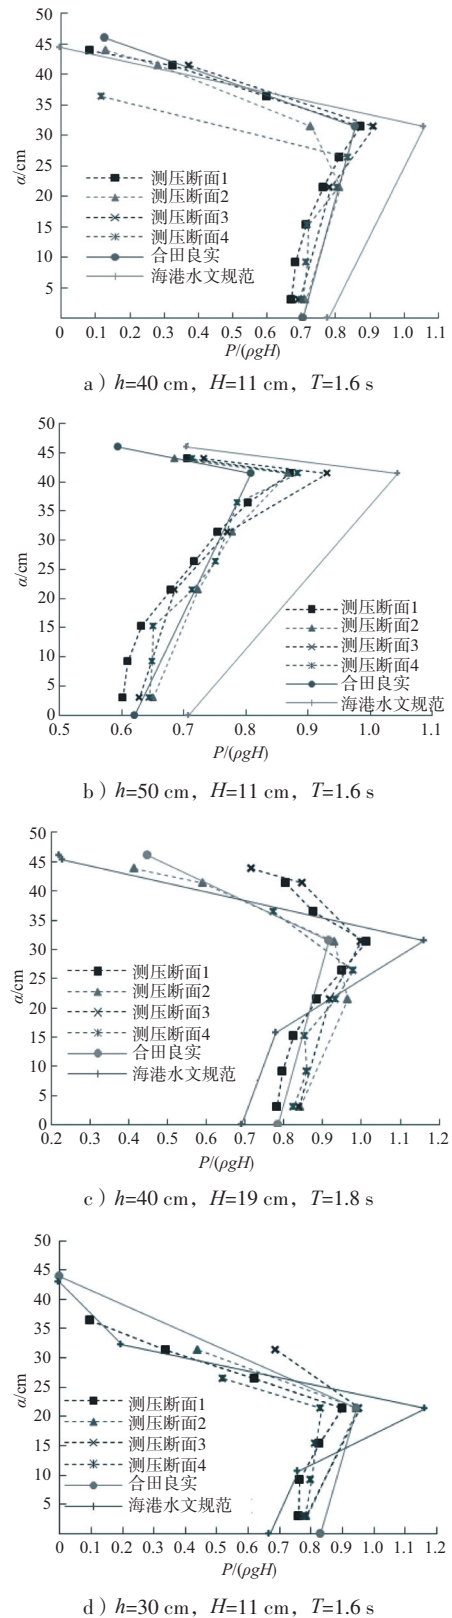 50
45
40
35
30
25
20
15
10
5
α/cm
测压断面1
测压断面2
测压断面3
测压断面4
合田良实
海港水文规范
0 0.1 0.2 0.3 0.4 0.5 0.6 0.7 0.8 0.9 1.0 1.1
P/(ρgH)
a）h=40 cm，H=11 cm，T=1.6 s
50
45
40
35
30
25
20
15
10
5
0
α/cm
测压断面1
测压断面2
测压断面3
测压断面4
合田良实
海港水文规范
0.5 0.6 0.7 0.8 0.9 1.0 1.1
P/(ρgH)
b）h=50 cm，H=11 cm，T=1.6 s
50
45
40
35
30
25
20
15
10
5
0
α/cm
测压断面1
测压断面2
测压断面3
测压断面4
合田良实
海港水文规范
0.2 0.3 0.4 0.5 0.6 0.7 0.8 0.9 1.0 1.1 1.2
P/(ρgH)
c）h=40 cm，H=19 cm，T=1.8 s
50
45
40
35
30
25
20
15
10
5
α/cm
测压断面1
测压断面2
测压断面3
测压断面4
合田良实
海港水文规范
0 0.1 0.2 0.3 0.4 0.5 0.6 0.7 0.8 0.9 1.0 1.2
P/(ρgH)
d）h=30 cm，H=11 cm，T=1.6 s